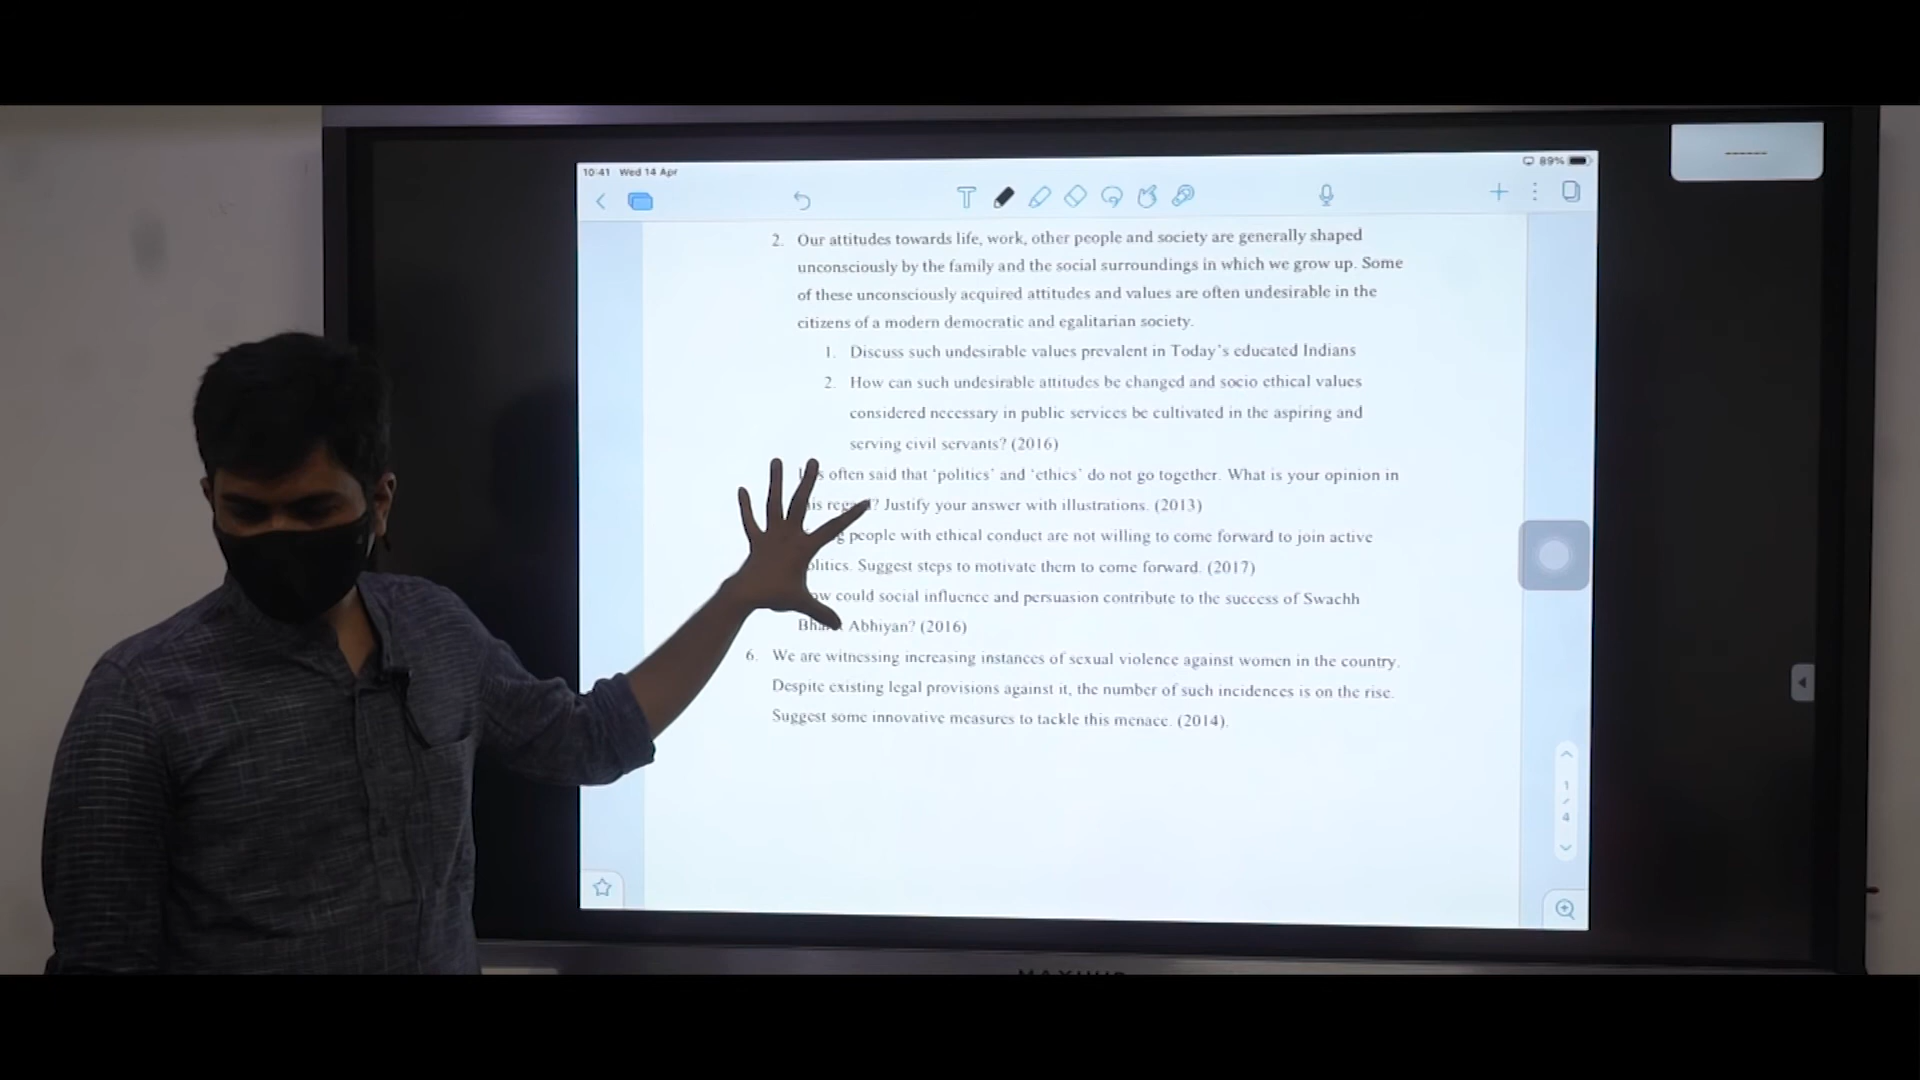 10:41 Wed 14 Apr
89%
2. Our attitudes towards life, work, other people and society are generally shaped
unconsciously by the family and the social surroundings in which we grow up. Some
of these unconsciously acquired attitudes and values are often undesirable in the
citizens of a modern democratic and egalitarian society.
1. Discuss such undesirable values prevalent in Today's educated Indians
2. How can such undesirable attitudes be changed and socio ethical values
considered necessary in public services be cultivated in the aspiring and
serving civil servants? (2016)
often said that 'politics' and 'ethics' do not go together. What is your opinion in
Justify your answer with illustrations. (2013)
people with ethical conduct are not willing to come forward to join active
Suggest steps to motivate them to come forward. (2017)
could social influence and persuasion contribute to the success of Swachh
Abhiyan? (2016)
6. We are witnessing increasing instances of sexual violence against women in the country.
Despite existing legal provisions against it, the number of such incidences is on the rise.
Suggest some innovative measures to tackle this menace. (2014).
1
/
4